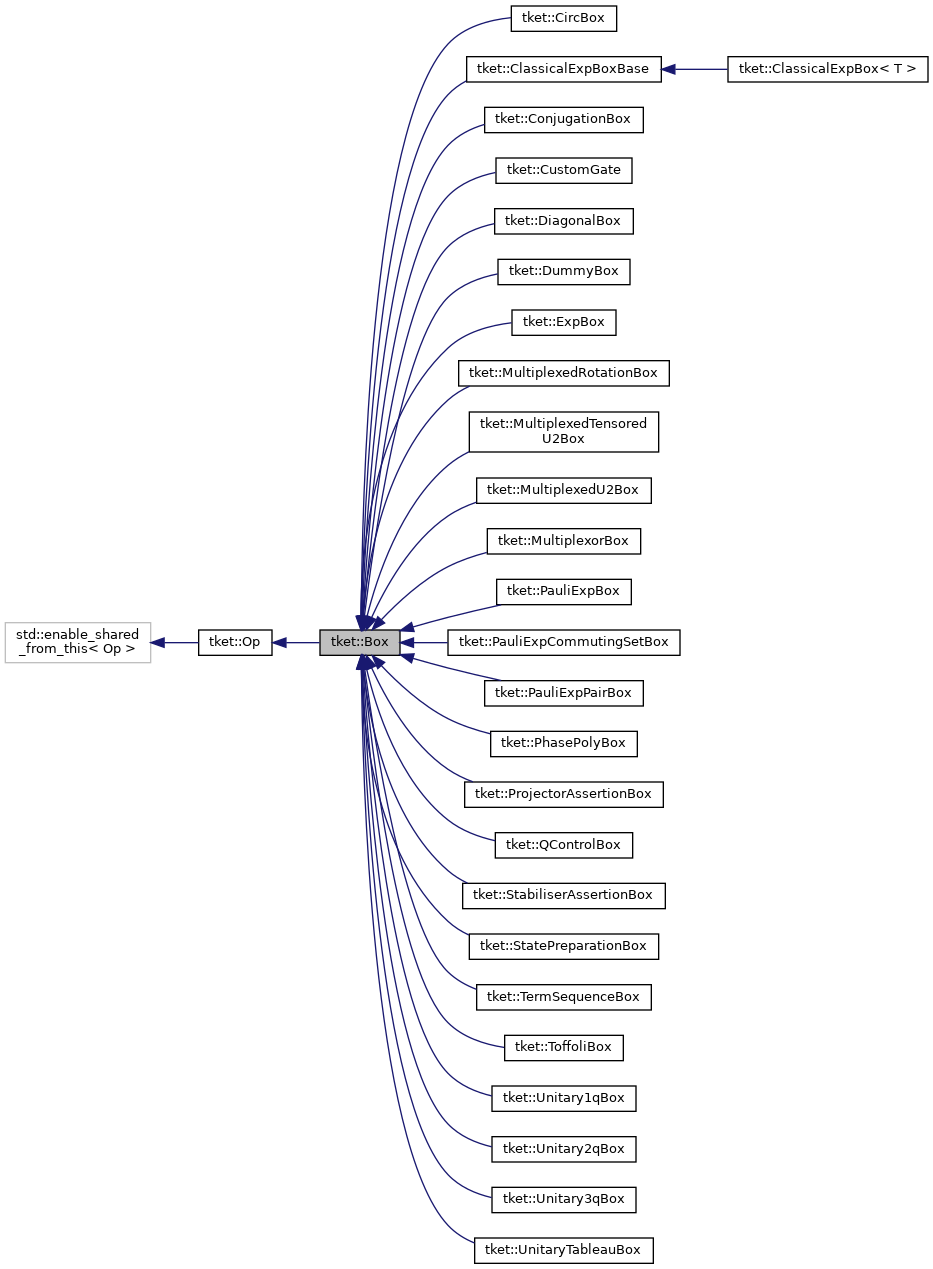 tket::CircBox
tket::ClassicalExpBoxBase
tket::ClassicalExpBox< T >
tket::ConjugationBox
tket::CustomGate
tket::DiagonalBox
tket::DummyBox
tket::ExpBox
tket::MultiplexedRotationBox
tket::MultiplexedTensored
U2Box
tket::MultiplexedU2Box
tket::MultiplexorBox
tket::PauliExpBox
std::enable_shared
_from_this< Op >
tket::Op
tket::Box
tket::PauliExpCommutingSetBox
tket::PauliExpPairBox
tket::PhasePolyBox
tket::ProjectorAssertionBox
tket::QControlBox
tket::StabiliserAssertionBox
tket::StatePreparationBox
tket::TermSequenceBox
tket::ToffoliBox
tket::Unitary1qBox
tket::Unitary2qBox
tket::Unitary3qBox
tket::UnitaryTableauBox